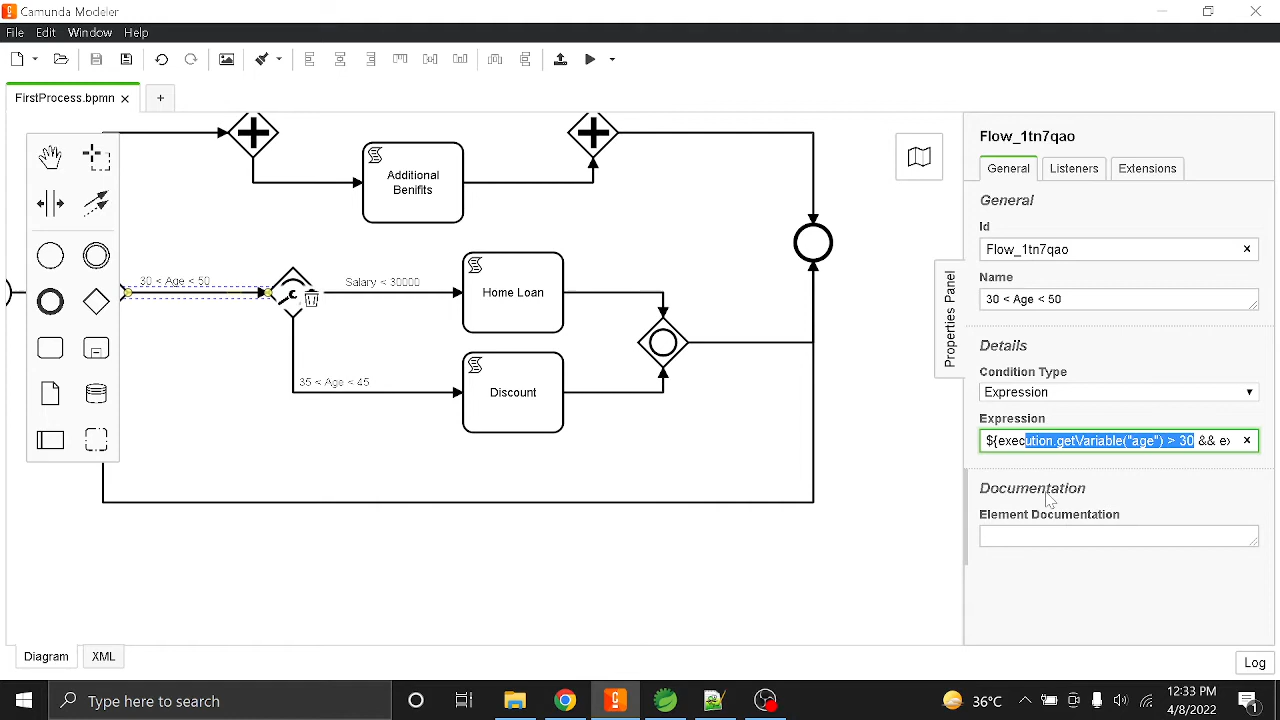 Camunda Modeler
File Edit Window Help
FirstProcess.bpmn × +
Additional
Benifits
30 < Age < 50
Salary < 30000
Home Loan
35 < Age < 45
Discount
Properties Panel
Flow_1tn7qao
General Listeners Extensions
General
Id
Flow_1tn7qao ×
Name
30 < Age < 50
Details
Condition Type
Expression
Expression
${execution.getVariable("age") > 30 && ex ×
Documentation
Element Documentation
Diagram XML
Log
Type here to search
36°C
12:33 PM
4/8/2022
1